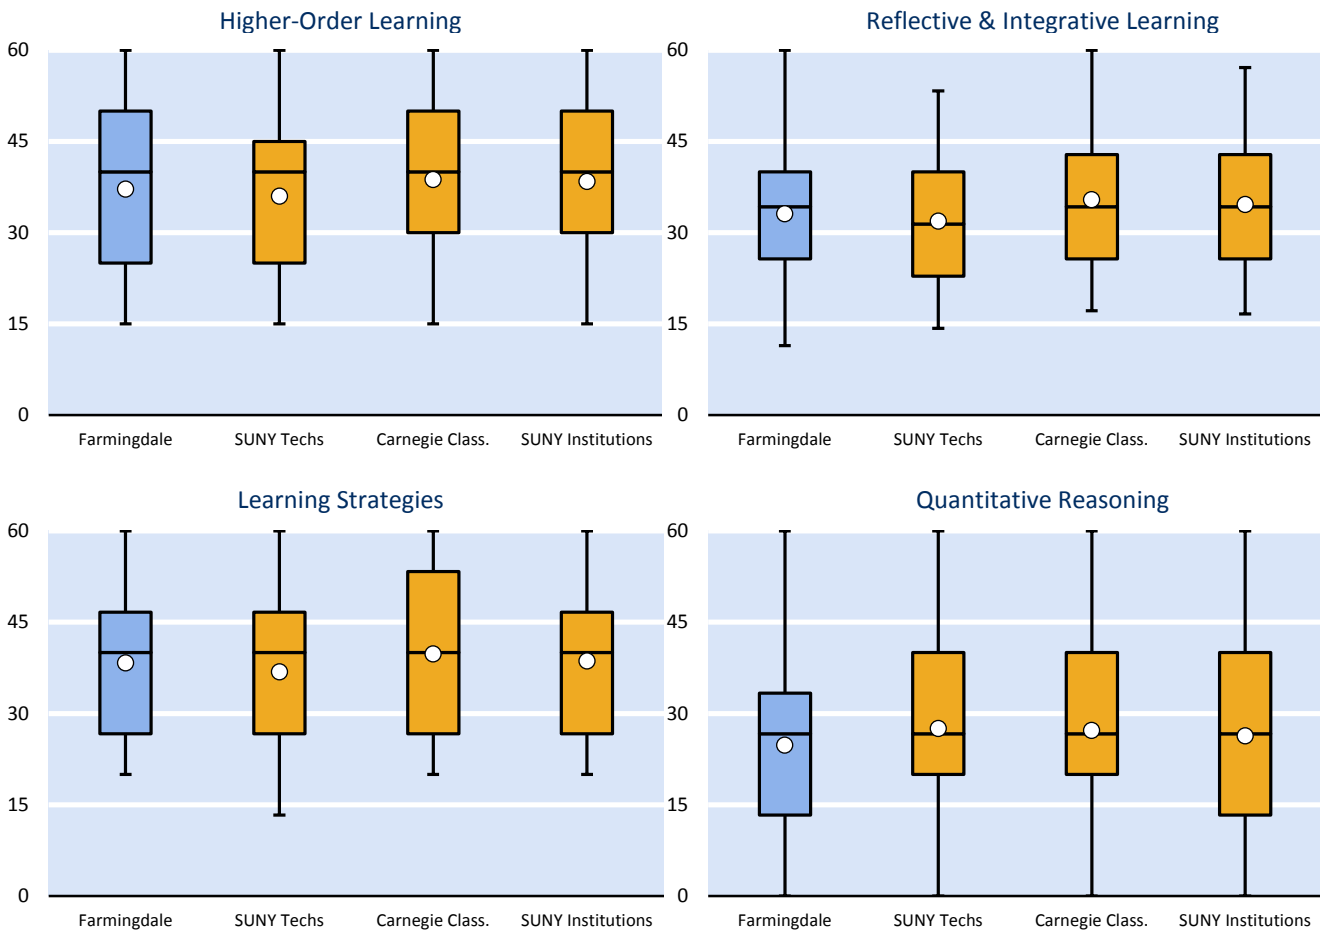 Higher-Order Learning
60
45
30
15
0
Farmingdale SUNY Techs Carnegie Class. SUNY Institutions
Reflective & Integrative Learning
60
45
30
15
0
Farmingdale SUNY Techs Carnegie Class. SUNY Institutions
Learning Strategies
60
45
30
15
0
Farmingdale SUNY Techs Carnegie Class. SUNY Institutions
Quantitative Reasoning
60
45
30
15
0
Farmingdale SUNY Techs Carnegie Class. SUNY Institutions